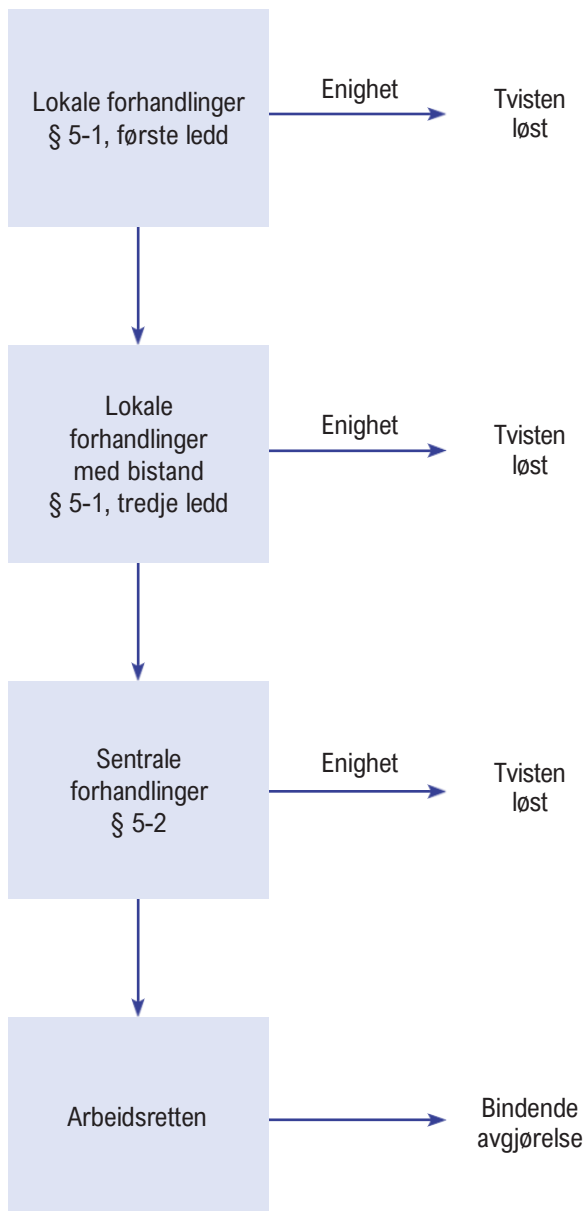 Lokale forhandlinger
§ 5-1, første ledd
Enighet
Tvisten
løst
Lokale
forhandlinger
med bistand
§ 5-1, tredje ledd
Enighet
Tvisten
løst
Sentrale
forhandlinger
§ 5-2
Enighet
Tvisten
løst
Arbeidsretten
Bindende
avgjørelse